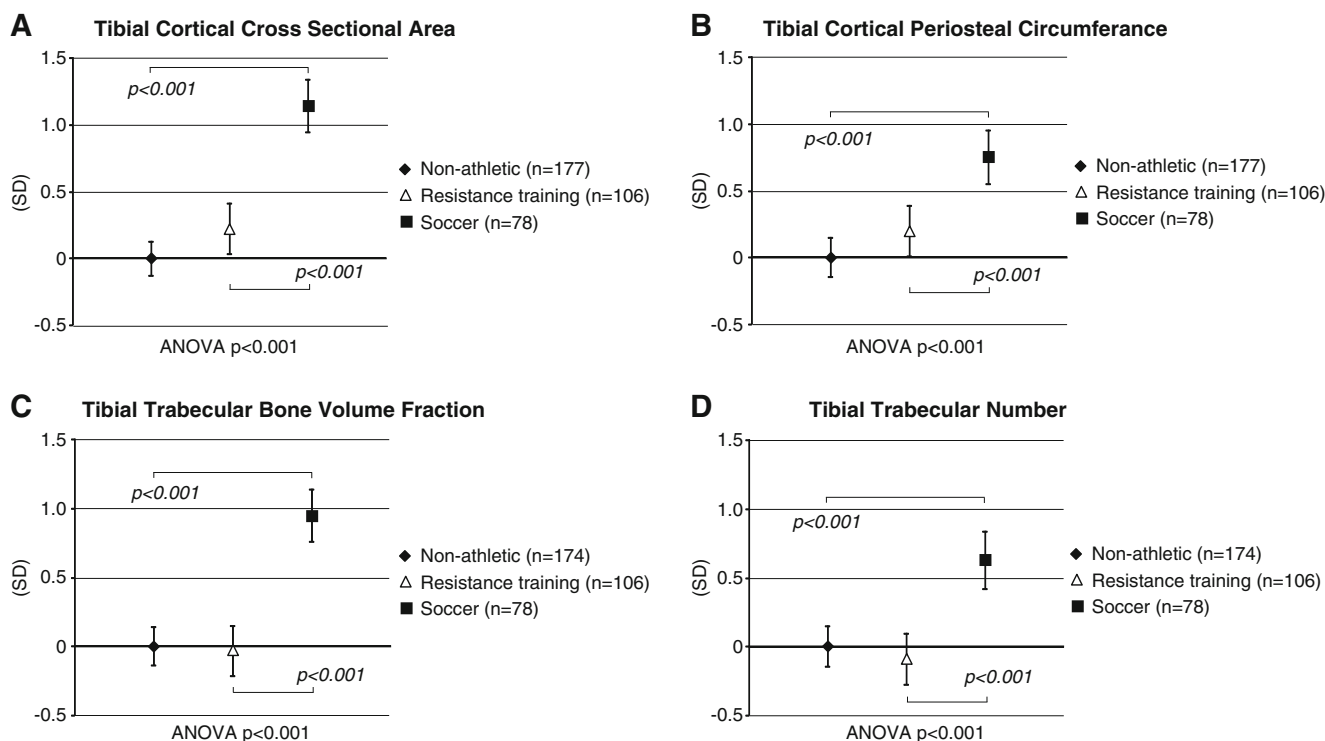 A Tibial Cortical Cross Sectional Area
1.5
1.0
0.5
0
-0.5
(SD)
p<0.001
p<0.001
Non-athletic (n=177)
Resistance training (n=106)
Soccer (n=78)
ANOVA p<0.001
B Tibial Cortical Periosteal Circumferance
1.5
1.0
0.5
0
-0.5
(SD)
p<0.001
p<0.001
Non-athletic (n=177)
Resistance training (n=106)
Soccer (n=78)
ANOVA p<0.001
C Tibial Trabecular Bone Volume Fraction
1.5
1.0
0.5
0
-0.5
(SD)
p<0.001
p<0.001
Non-athletic (n=174)
Resistance training (n=106)
Soccer (n=78)
ANOVA p<0.001
D Tibial Trabecular Number
1.5
1.0
0.5
0
-0.5
(SD)
p<0.001
p<0.001
Non-athletic (n=174)
Resistance training (n=106)
Soccer (n=78)
ANOVA p<0.001